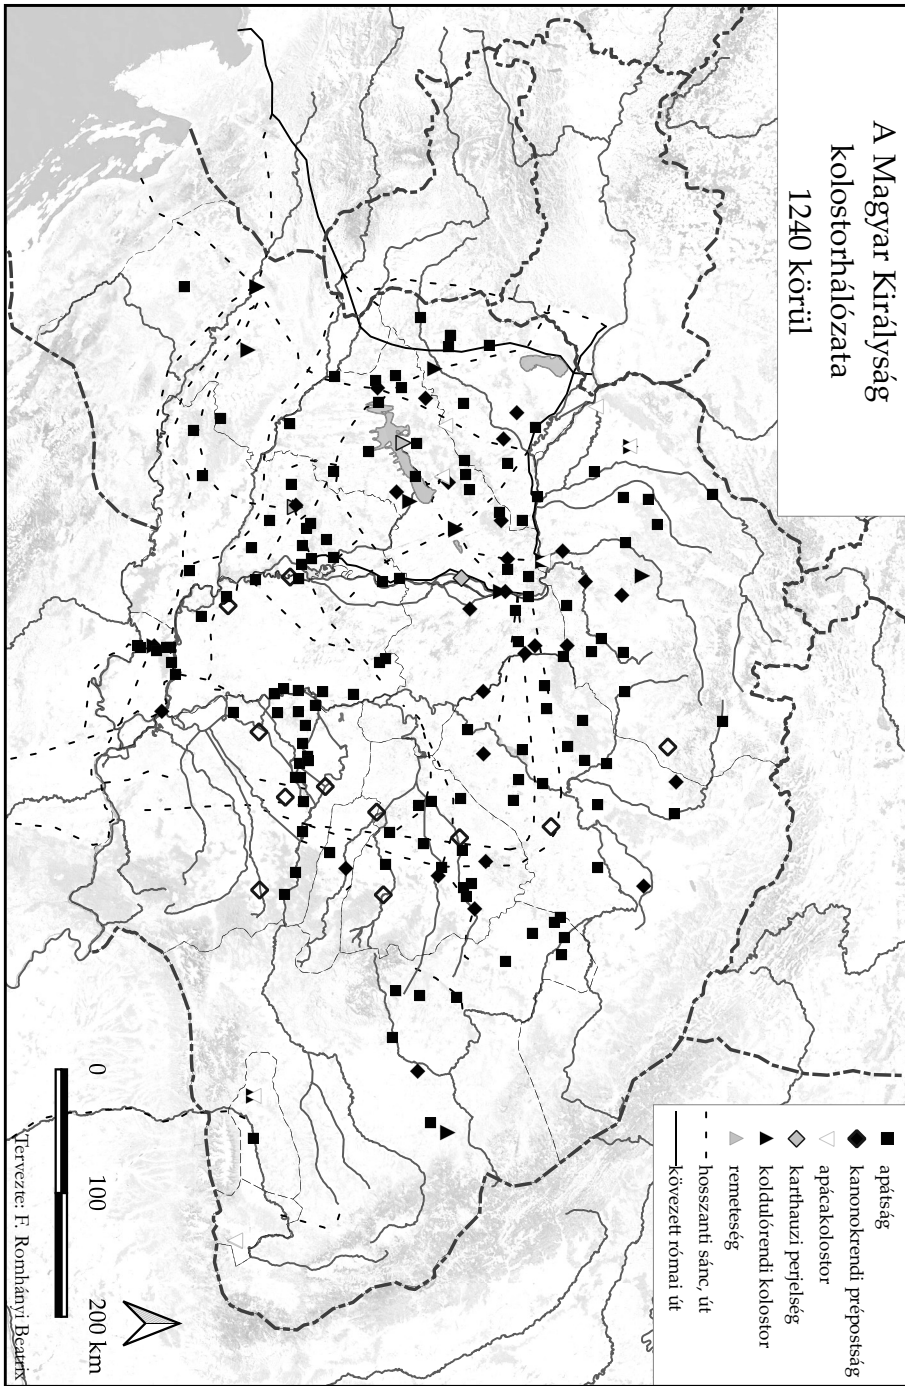 A Magyar Királyság
kolostorhálózata
1240 körül
apátság
kanonokrendi prépostság
apácakolostor
karthauzi perjelség
koldulórendi kolostor
remeteség
hosszanti sánc, út
kövezett római út
0 100 200 km
Tervezte: F. Romhányi Beatrix